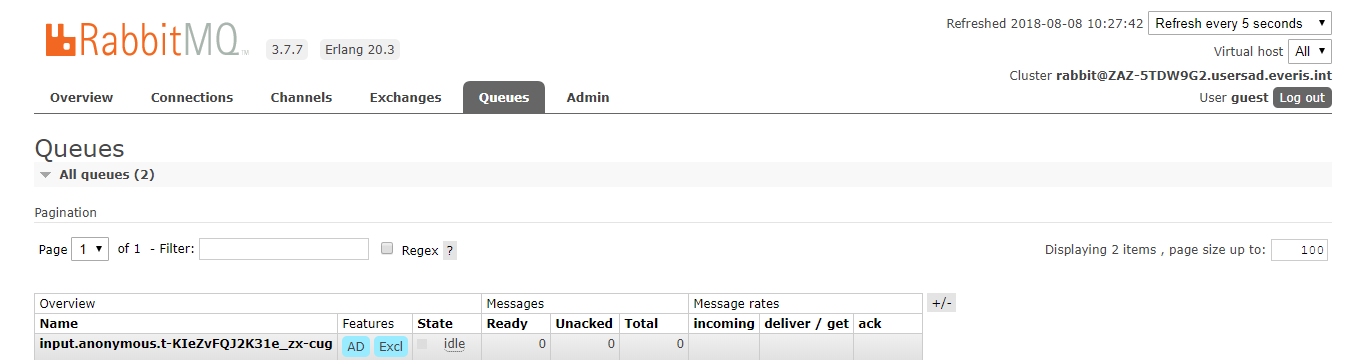 RabbitMQ TM 3.7.7 Erlang 20.3
Refreshed 2018-08-08 10:27:42 Refresh every 5 seconds
Virtual host All
Cluster rabbit@ZAZ-5TDW9G2.usersad.everis.int
User guest Log out
Overview Connections Channels Exchanges Queues Admin
Queues
All queues (2)
Pagination
Page 1 of 1 - Filter: Regex ? Displaying 2 items , page size up to: 100
Overview Messages Message rates +/-
Name Features State Ready Unacked Total incoming deliver / get ack
input.anonymous.t-KIeZvFQJ2K31e_zx-cug AD Excl idle 0 0 0